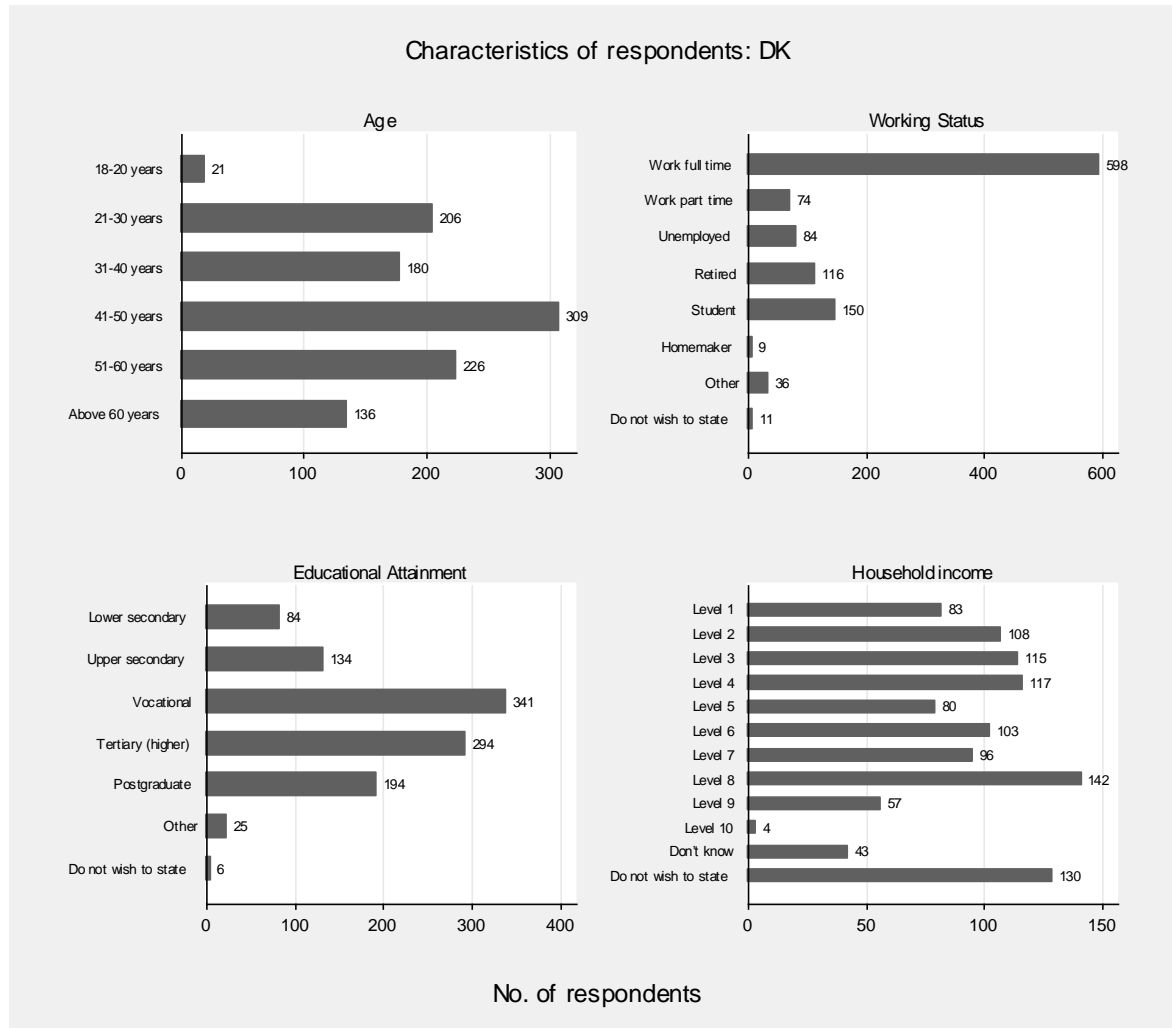 Characteristics of respondents: DK
Age
18-20 years 21
21-30 years 206
31-40 years 180
41-50 years 309
51-60 years 226
Above 60 years 136
0 100 200 300
Working Status
Work full time 598
Work part time 74
Unemployed 84
Retired 116
Student 150
Homemaker 9
Other 36
Do not wish to state 11
0 200 400 600
Educational Attainment
Lower secondary 84
Upper secondary 134
Vocational 341
Tertiary (higher) 294
Postgraduate 194
Other 25
Do not wish to state 6
0 100 200 300 400
Household income
Level 1 83
Level 2 108
Level 3 115
Level 4 117
Level 5 80
Level 6 103
Level 7 96
Level 8 142
Level 9 57
Level 10 4
Don't know 43
Do not wish to state 130
0 50 100 150
No. of respondents